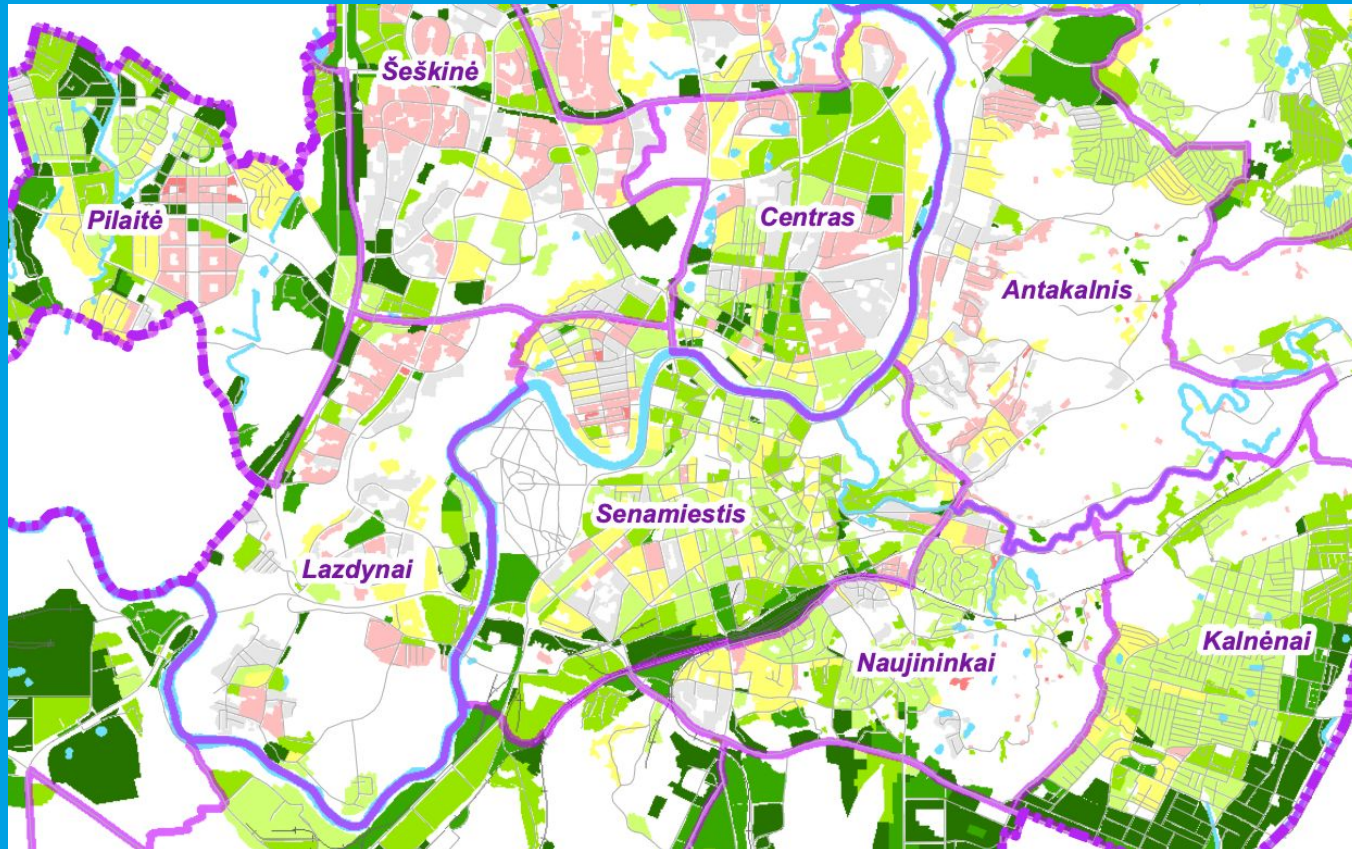 Šeškinė
Pilaitė
Centras
Antakalnis
Senamiestis
Lazdynai
Kalnėnai
Naujininkai